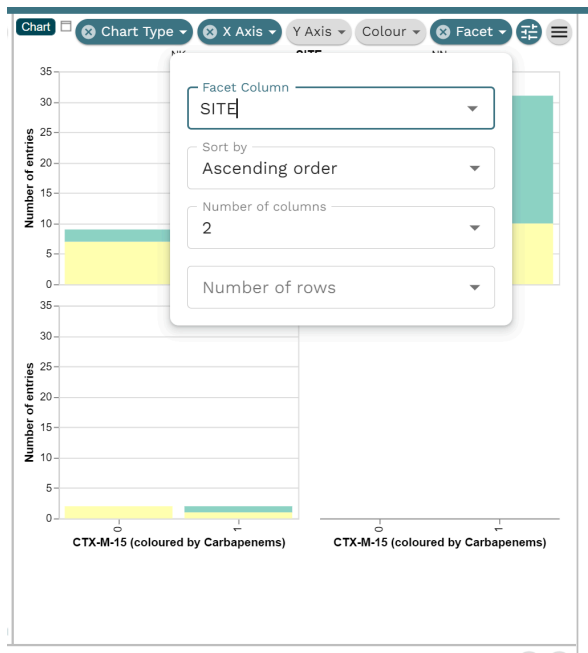 Chart
Chart Type
X Axis
Y Axis
Colour
Facet
35
30
25
20
15
10
5
0
Number of entries
Facet Column
SITE
Sort by
Ascending order
Number of columns
2
Number of rows
35
30
25
20
15
10
5
0
Number of entries
0
1
CTX-M-15 (coloured by Carbapenems)
0
1
CTX-M-15 (coloured by Carbapenems)